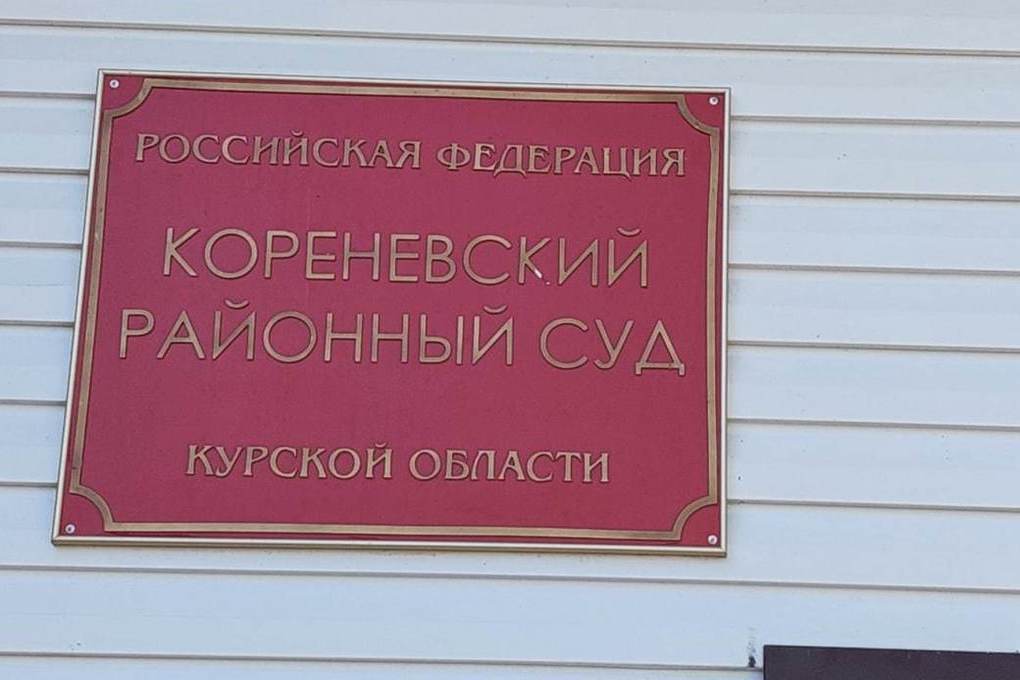 РОССИЙСКАЯ ФЕДЕРАЦИЯ
КОРЕНЕВСКИЙ
РАЙОННЫЙ СУД
КУРСКОЙ ОБЛАСТИ